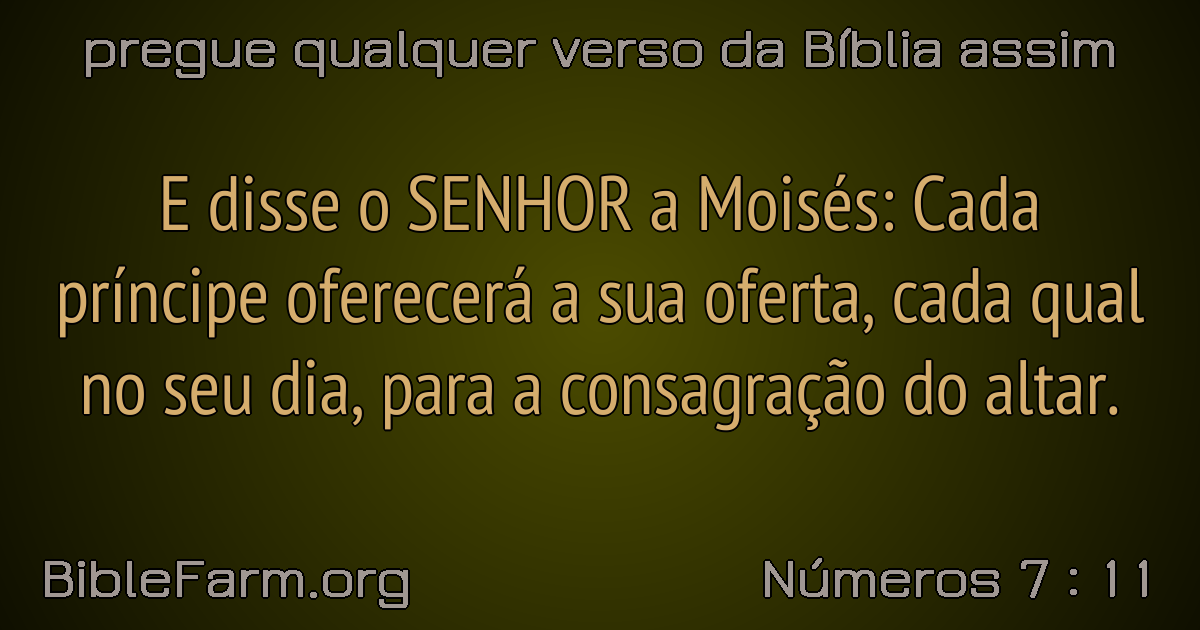 pregue qualquer verso da Bíblia assim
E disse o SENHOR a Moisés: Cada
príncipe oferecerá a sua oferta, cada qual
no seu dia, para a consagração do altar.
BibleFarm.org
Números 7 : 11